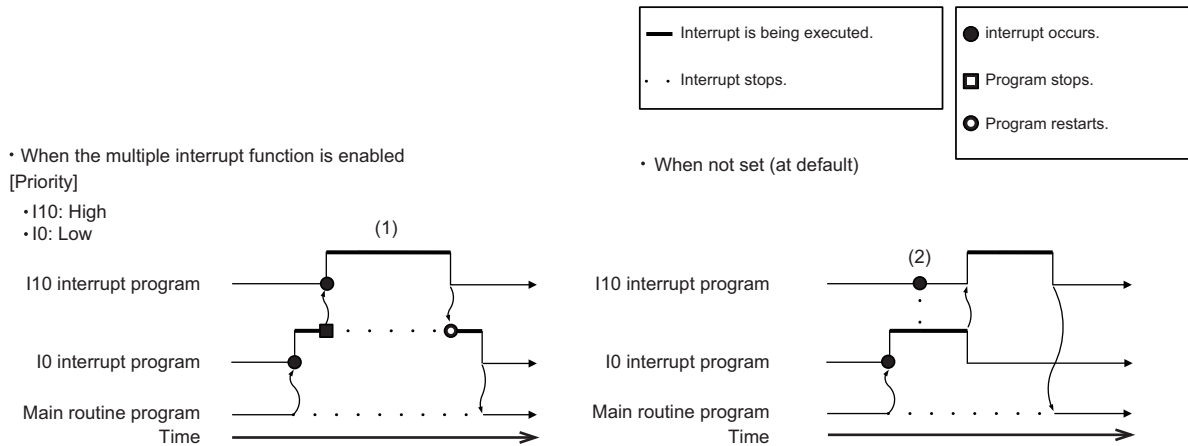 Interrupt is being executed.
Interrupt stops.
interrupt occurs.
Program stops.
Program restarts.
• When the multiple interrupt function is enabled
[Priority]
• I10: High
• I0: Low
(1)
I10 interrupt program
I0 interrupt program
Main routine program
Time
• When not set (at default)
(2)
I10 interrupt program
I0 interrupt program
Main routine program
Time